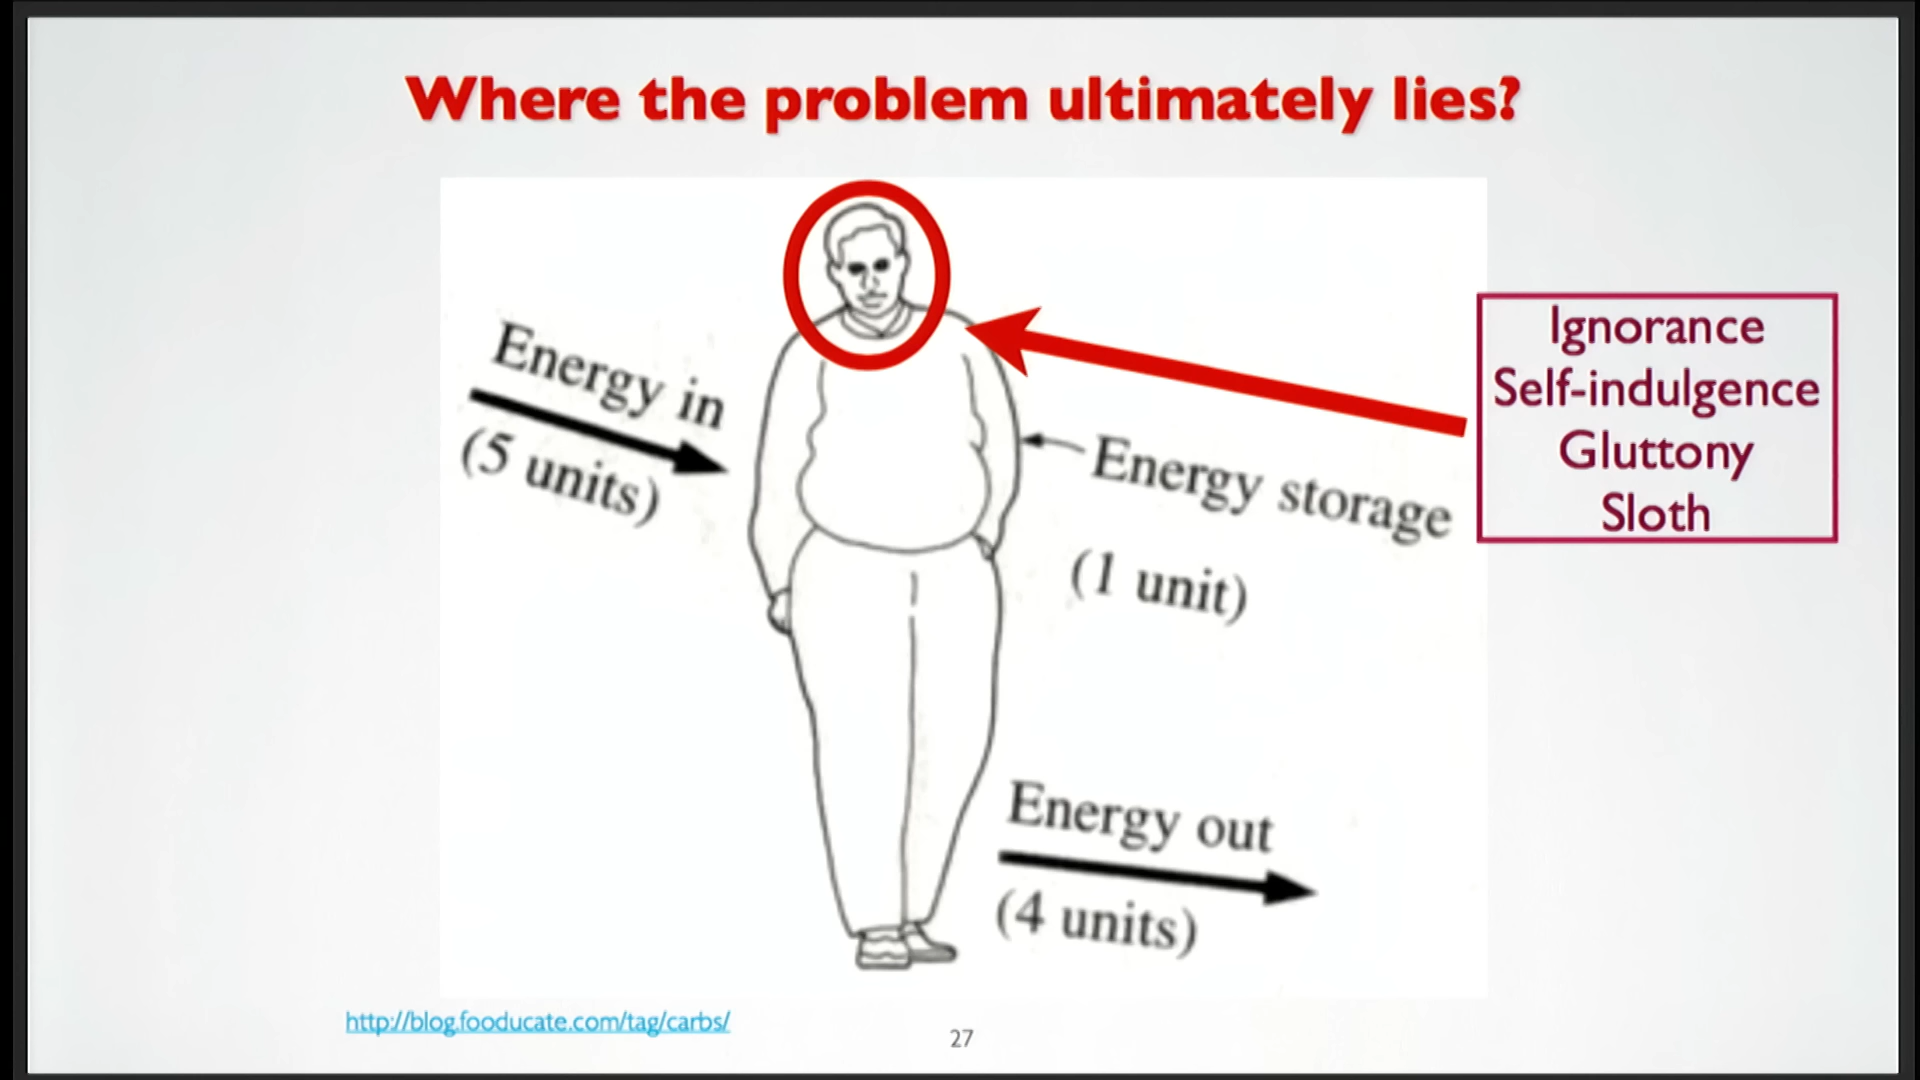 Where the problem ultimately lies?
Energy in
(5 units)
Energy storage
(1 unit)
Energy out
(4 units)
Ignorance
Self-indulgence
Gluttony
Sloth
http://blog.fooducate.com/tag/carbs/
27